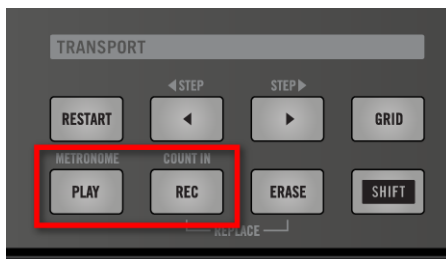 TRANSPORT
◀STEP STEP▶
RESTART ◀ ▶ GRID
METRONOME COUNT IN
PLAY REC ERASE SHIFT
REPLACE